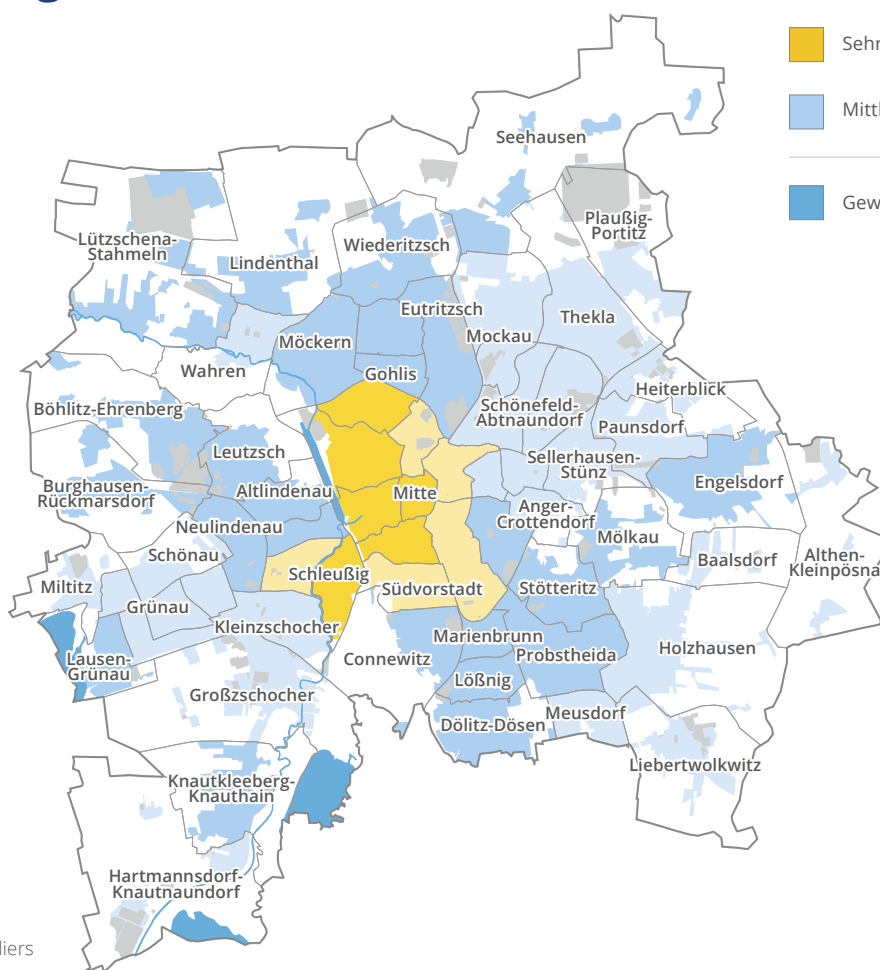 Sehr
Mittl
Gew
Seehausen
Plaußig-
Portitz
Lützschena-
Stahmeln
Wiederitzsch
Lindenthal
Eutritzsch
Thekla
Mockau
Möckern
Wahren
Gohlis
Heiterblick
Böhlitz-Ehrenberg
Schönefeld-
Abtnaundorf
Paunsdorf
Leutzsch
Sellerhausen-
Stünz
Engelsdorf
Burghausen-
Rückmarsdorf
Altlindenau
Mitte
Anger-
Crottendorf
Neulindenau
Mölkau
Schönau
Baalsdorf
Althen-
Kleinpösna
Miltitz
Schleußig
Südvorstadt
Stötteritz
Grünau
Kleinzschocher
Marienbrunn
Probstheida
Holzhausen
Lausen-
Grünau
Connewitz
Lößnig
Großzschocher
Meusdorf
Dölitz-Dösen
Liebertwolkwitz
Knautkleeberg-
Knauthain
Hartmannsdorf-
Knautnaundorf
liers